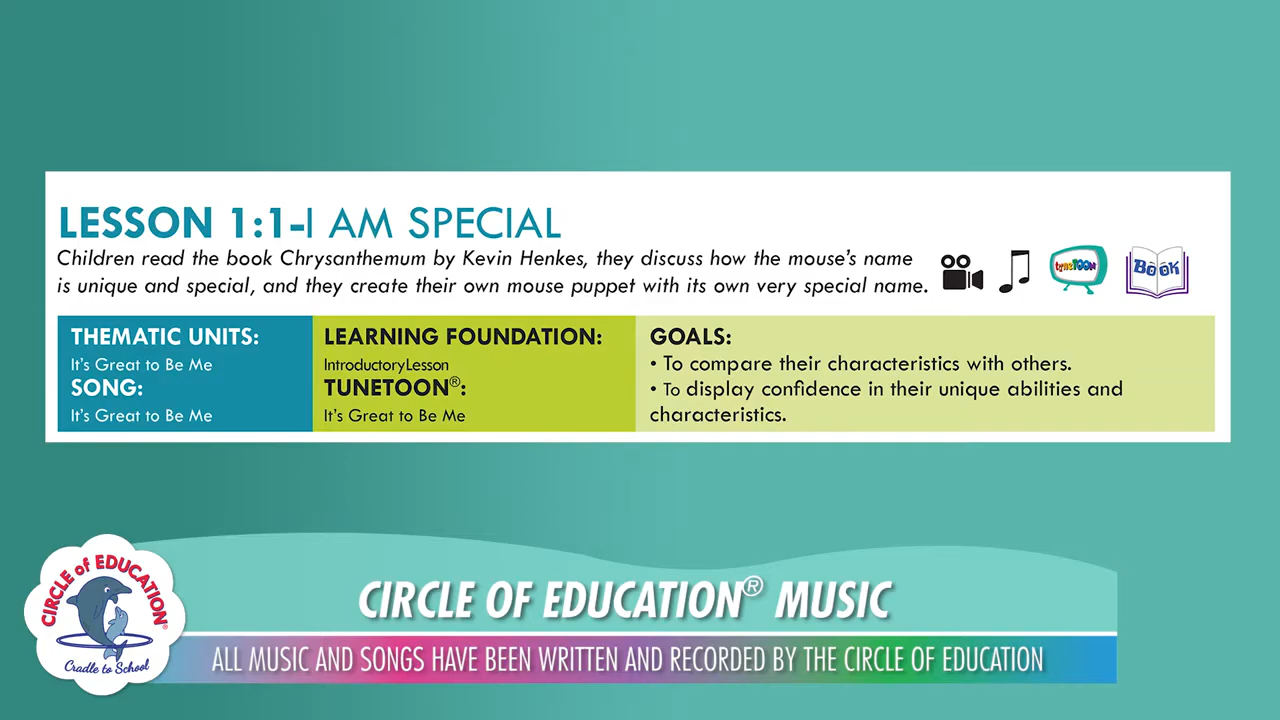 LESSON 1:1-I AM SPECIAL
Children read the book Chrysanthemum by Kevin Henkes, they discuss how the mouse's name
is unique and special, and they create their own mouse puppet with its own very special name.
tuneTOON
Book
THEMATIC UNITS:
It's Great to Be Me
SONG:
It's Great to Be Me
LEARNING FOUNDATION:
Introductory Lesson
TUNETOON®:
It's Great to Be Me
GOALS:
• To compare their characteristics with others.
• To display confidence in their unique abilities and
characteristics.
CIRCLE OF EDUCATION®
Cradle to School
CIRCLE OF EDUCATION® MUSIC
ALL MUSIC AND SONGS HAVE BEEN WRITTEN AND RECORDED BY THE CIRCLE OF EDUCATION